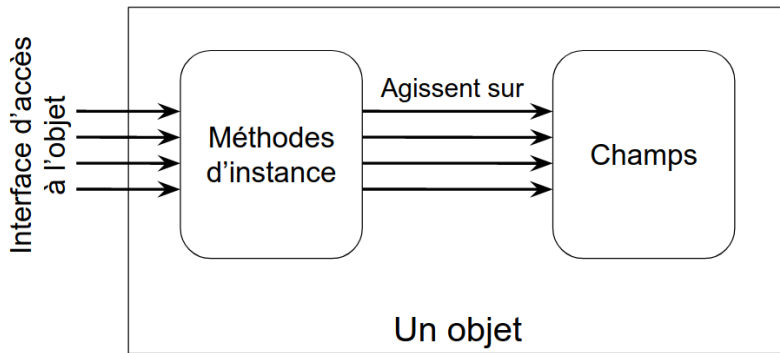 Interface d'accès
à l'objet
Méthodes
d'instance
Agissent sur
Champs
Un objet